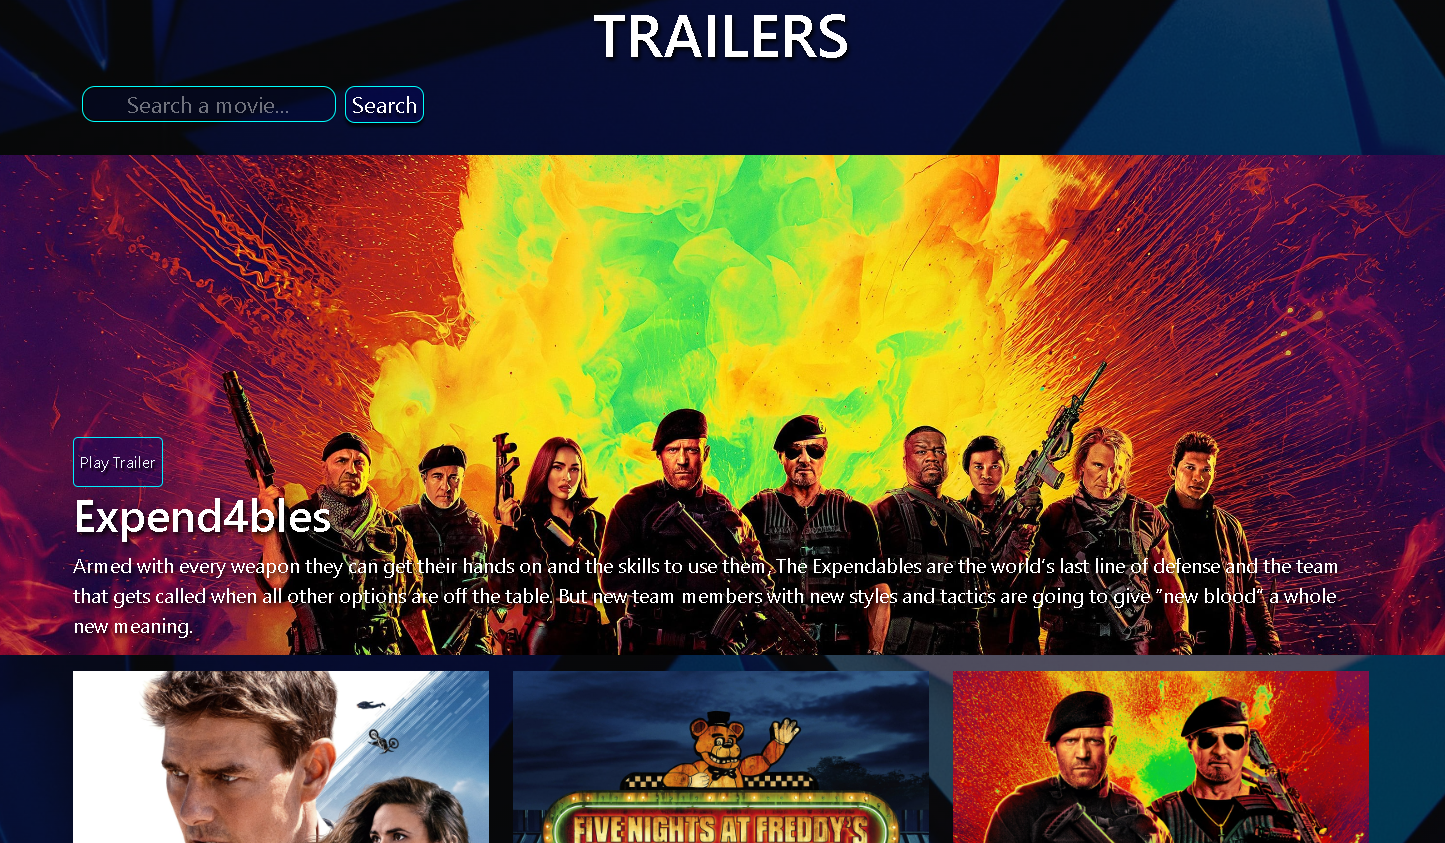 TRAILERS
Search a movie...
Search
Play Trailer
Expend4bles
Armed with every weapon they can get their hands on and the skills to use them, The Expendables are the world's last line of defense and the team
that gets called when all other options are off the table. But new team members with new styles and tactics are going to give "new blood" a whole
new meaning.
FIVE NIGHTS AT FREDDY'S